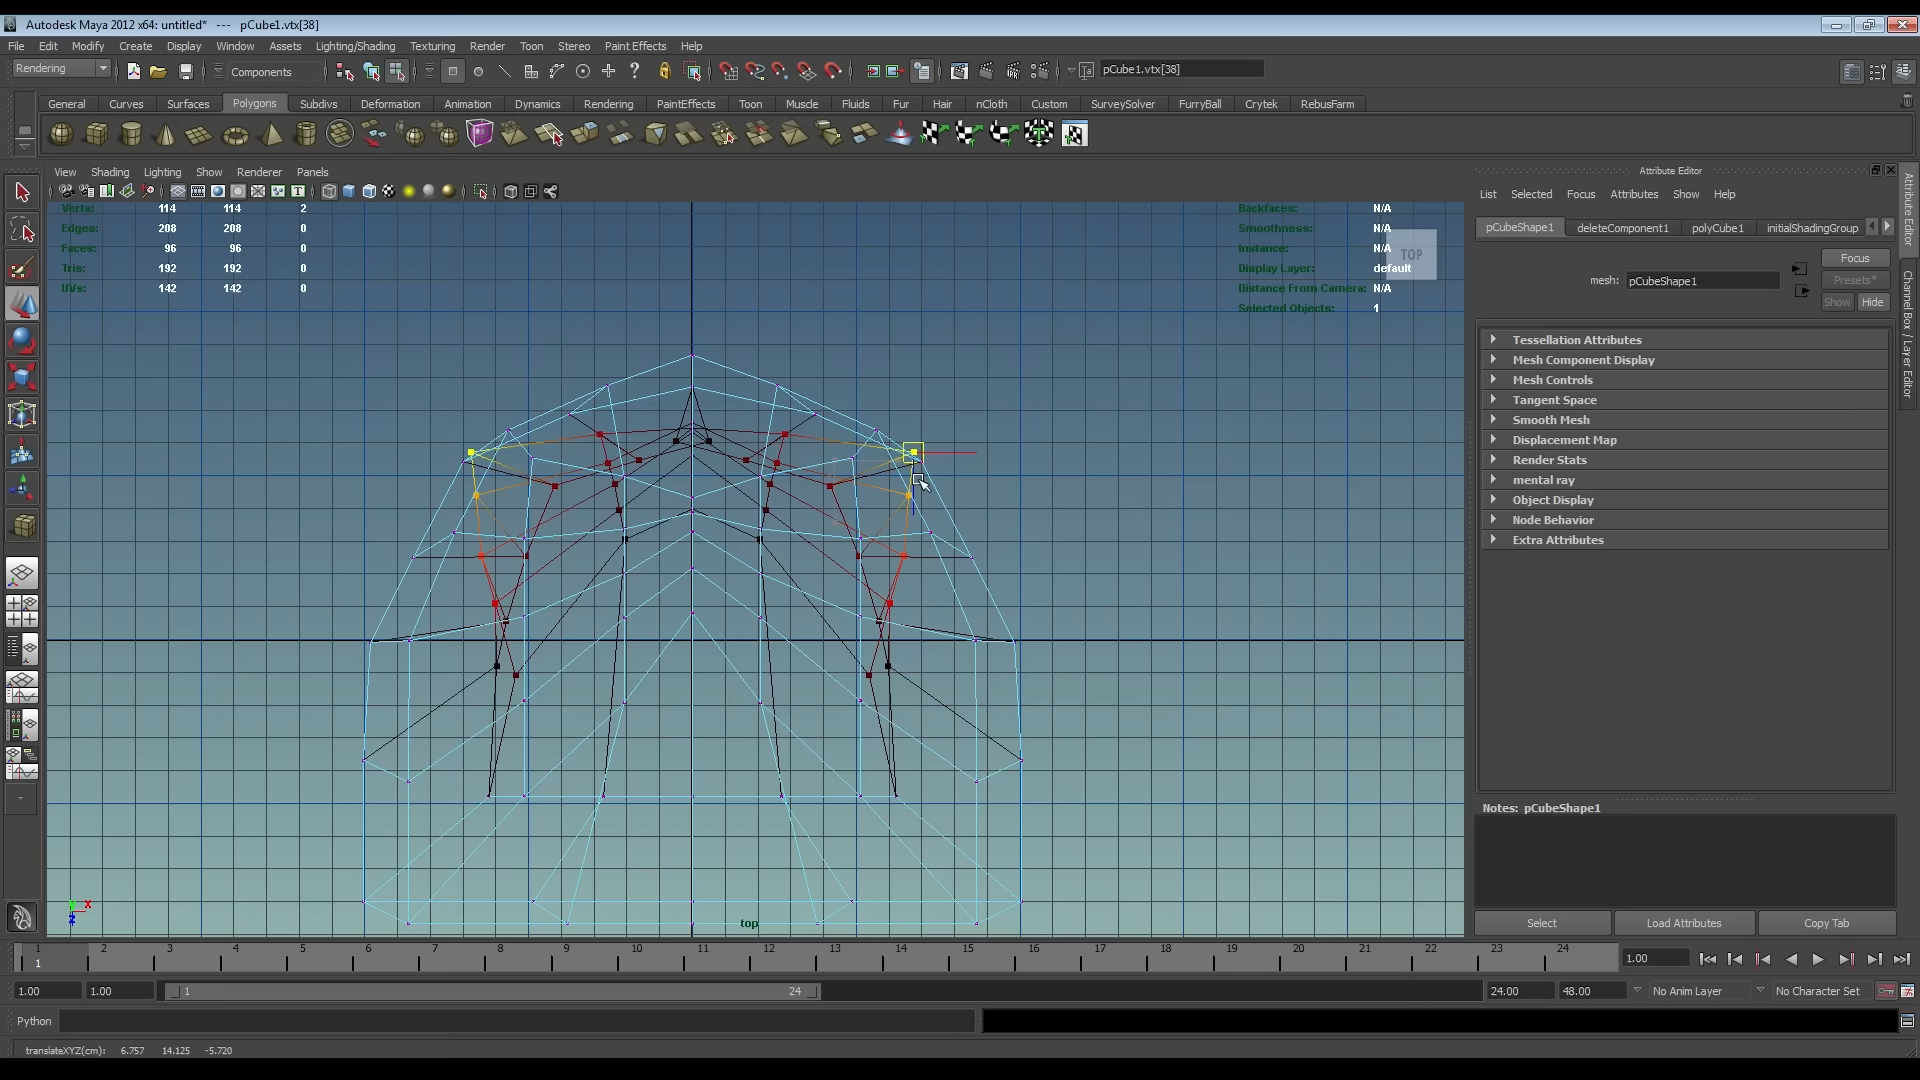 Autodesk Maya 2012 x64: untitled* --- pCube1.vtx[38]
File Edit Modify Create Display Window Assets Lighting/Shading Texturing Render Toon Stereo Paint Effects Muscle Help
Rendering Components pCube1.vtx[38]
General Curves Surfaces Polygons Subdivs Deformation Animation Dynamics Rendering PaintEffects Toon Muscle Fluids Fur Hair nCloth Custom SurveySolver FurryBall Crytek RebusFarm
View Shading Lighting Show Renderer Panels
Verts: 114 114 2
Edges: 208 208 0
Faces: 96 96 0
Tris: 192 192 0
UVs: 142 142 0
Backfaces: N/A
Smoothness: N/A
Instance: N/A
Display Layer: default
Distance From Camera: N/A
Selected Objects: 1
TOP
top
Y X
Z
Attribute Editor
List Selected Focus Attributes Show Help
pCubeShape1 deleteComponent1 polyCube1 initialShadingGroup
Focus
mesh: pCubeShape1 Presets*
Show Hide
Tessellation Attributes
Mesh Component Display
Mesh Controls
Tangent Space
Smooth Mesh
Displacement Map
Render Stats
mental ray
Object Display
Node Behavior
Extra Attributes
Notes: pCubeShape1
Select Load Attributes Copy Tab
Attribute Editor
Channel Box / Layer Editor
1 2 3 4 5 6 7 8 9 10 11 12 13 14 15 16 17 18 19 20 21 22 23 24
1 1.00
1.00 1.00 1 24 24.00 48.00 No Anim Layer No Character Set
Python
translateXYZ(cm): 6.757 14.125 -5.720